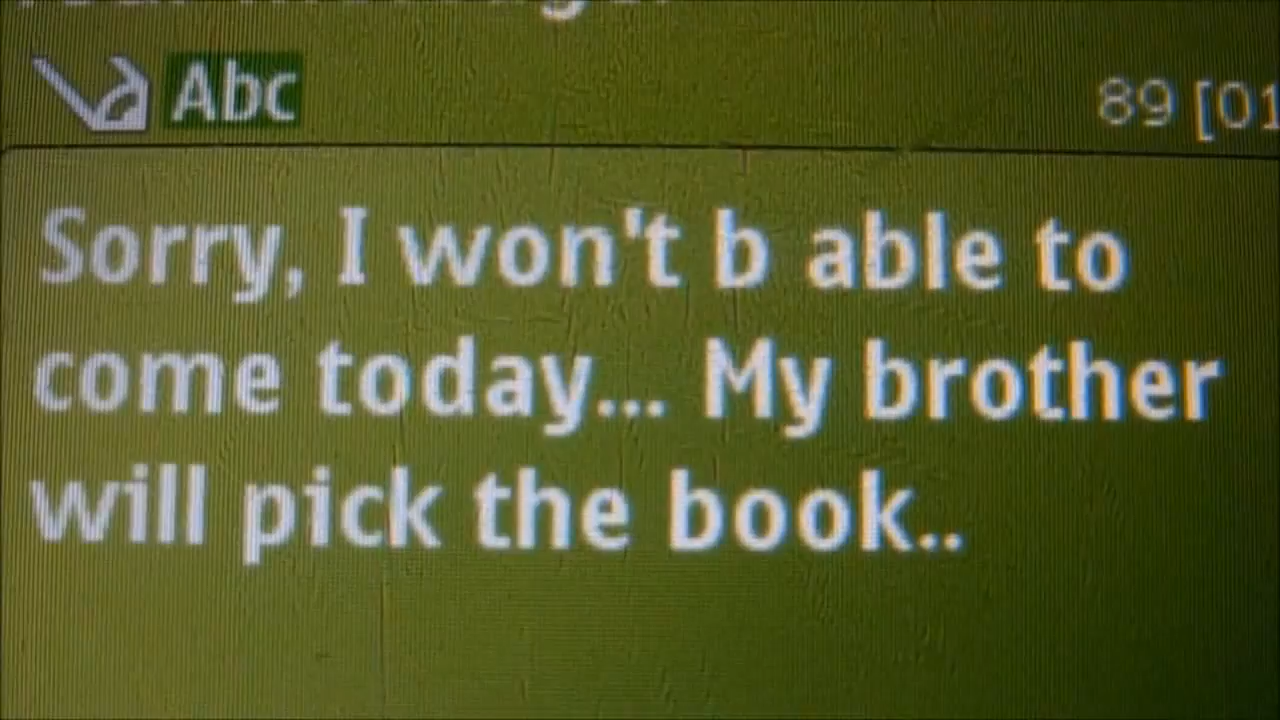 Abc
89 [01
Sorry, I won't b able to
come today... My brother
will pick the book..